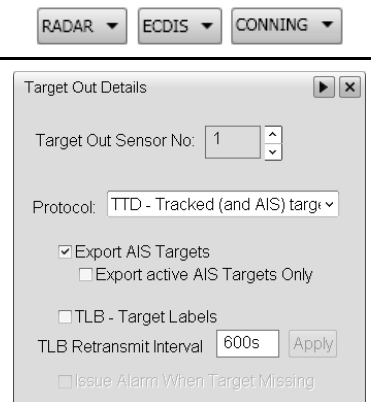 RADAR ECDIS CONNING
Target Out Details
Target Out Sensor No: 1
Protocol: TTD - Tracked (and AIS) targe
Export AIS Targets
Export active AIS Targets Only
TLB - Target Labels
TLB Retransmit Interval 600s Apply
Issue Alarm When Target Missing